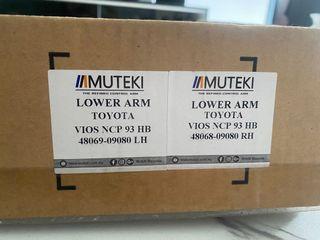 MUTEKI
THE REFINED CONTROL ARM
LOWER ARM
TOYOTA
VIOS NCP 93 HB
48069-09080 LH
MUTEKI
THE REFINED CONTROL ARM
LOWER ARM
TOYOTA
VIOS NCP 93 HB
48068-09080 RH